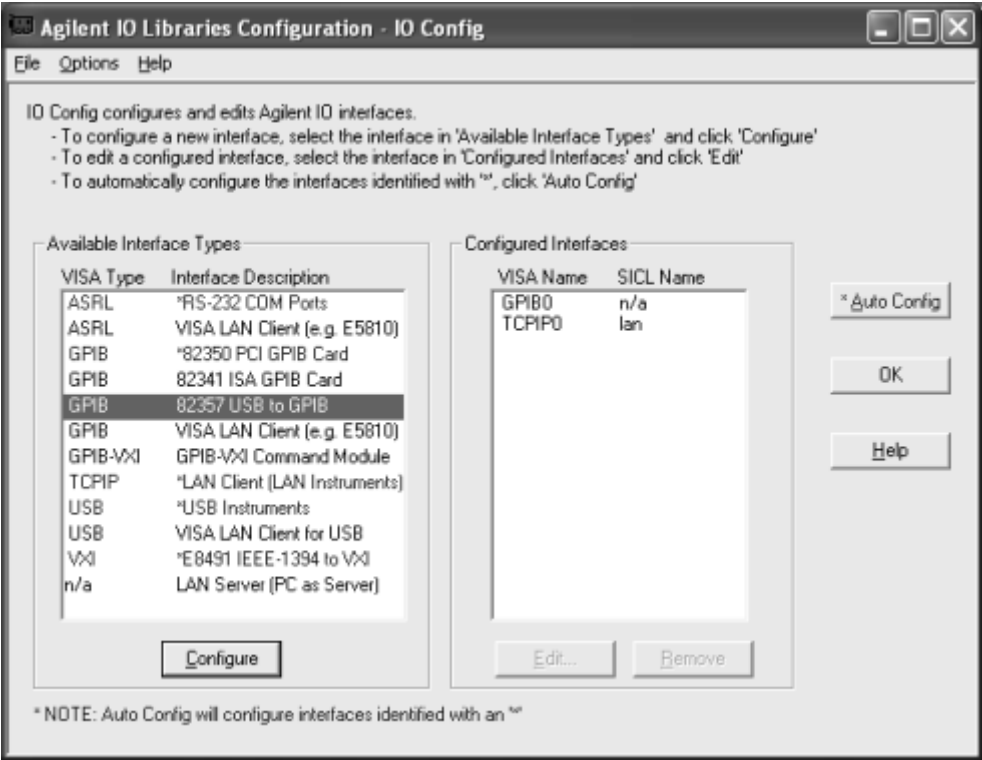 Agilent IO Libraries Configuration - IO Config
File Options Help
IO Config configures and edits Agilent IO interfaces.
- To configure a new interface, select the interface in 'Available Interface Types' and click 'Configure'
- To edit a configured interface, select the interface in 'Configured Interfaces' and click 'Edit'
- To automatically configure the interfaces identified with '*', click 'Auto Config'
Available Interface Types
VISA Type Interface Description
ASRL *RS-232 COM Ports
ASRL VISA LAN Client (e.g. E5810)
GPIB *82350 PCI GPIB Card
GPIB 82341 ISA GPIB Card
GPIB 82357 USB to GPIB
GPIB VISA LAN Client (e.g. E5810)
GPIB-VXI GPIB-VXI Command Module
TCPIP *LAN Client (LAN Instruments)
USB *USB Instruments
USB VISA LAN Client for USB
VXI *E8491 IEEE-1394 to VXI
n/a LAN Server (PC as Server)
Configure
Configured Interfaces
VISA Name SICL Name
GPIB0 n/a
TCPIP0 lan
Edit... Remove
* Auto Config
OK
Help
* NOTE: Auto Config will configure interfaces identified with an '*'